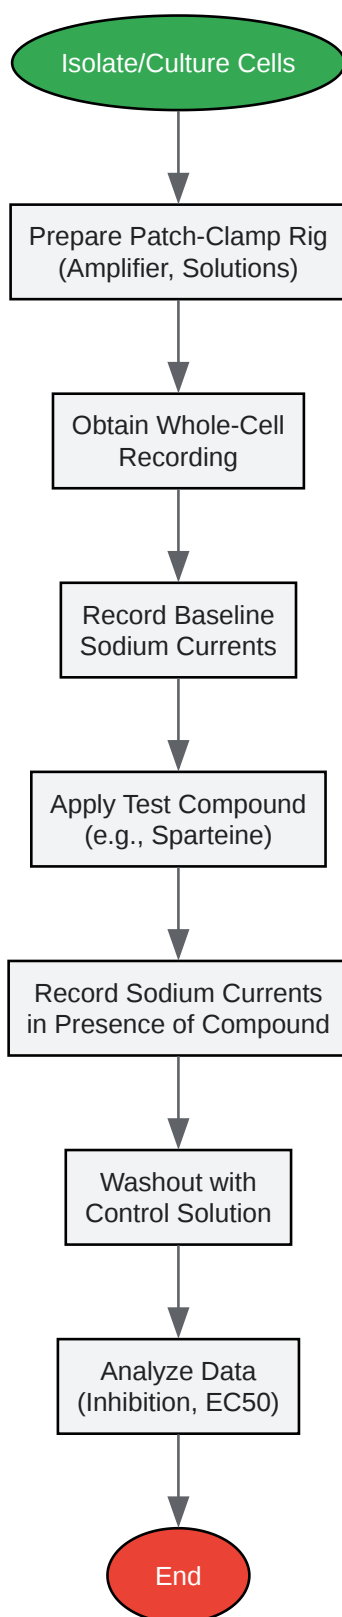 Isolate/Culture Cells
Prepare Patch-Clamp Rig
(Amplifier, Solutions)
Obtain Whole-Cell
Recording
Record Baseline
Sodium Currents
Apply Test Compound
(e.g., Sparteine)
Record Sodium Currents
in Presence of Compound
Washout with
Control Solution
Analyze Data
(Inhibition, EC50)
End